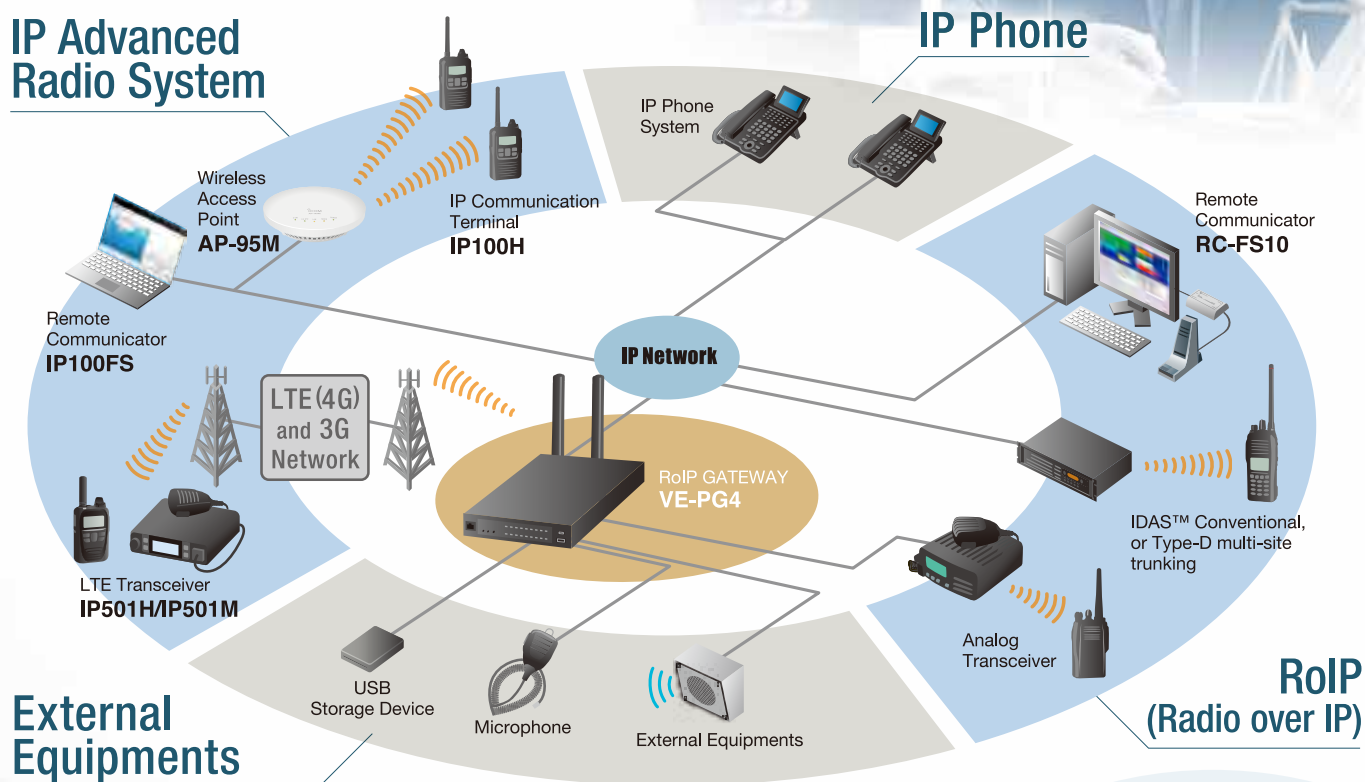 IP Advanced
Radio System
IP Phone
IP Phone
System
Wireless
Access
Point
AP-95M
IP Communication
Terminal
IP100H
Remote
Communicator
RC-FS10
Remote
Communicator
IP100FS
IP Network
LTE (4G)
and 3G
Network
RoIP GATEWAY
VE-PG4
IDAS™ Conventional,
or Type-D multi-site
trunking
LTE Transceiver
IP501H/IP501M
Analog
Transceiver
USB
Storage Device
Microphone
External Equipments
External
Equipments
RoIP
(Radio over IP)